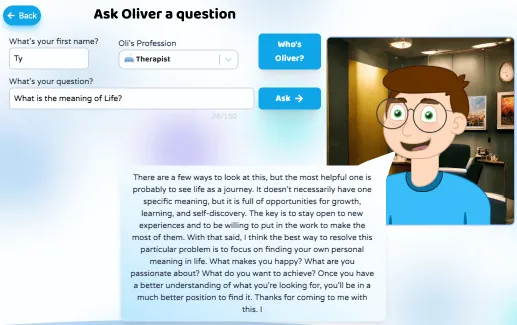 ← Back
Ask Oliver a question
What's your first name?
Ty
Oli's Profession
Therapist
Who's
Oliver?
What's your question?
What is the meaning of Life?
Ask →
There are a few ways to look at this, but the most helpful one is
probably to see life as a journey. It doesn't necessarily have one
specific meaning, but it is full of opportunities for growth,
learning, and self-discovery. The key is to stay open to new
experiences and to be willing to put in the work to make the
most of them. With that said, I think the best way to resolve this
particular problem is to focus on finding your own personal
meaning in life. What makes you happy? What are you
passionate about? What do you want to achieve? Once you have
a better understanding of what you're looking for, you'll be in a
much better position to find it. Thanks for coming to me with
this. I